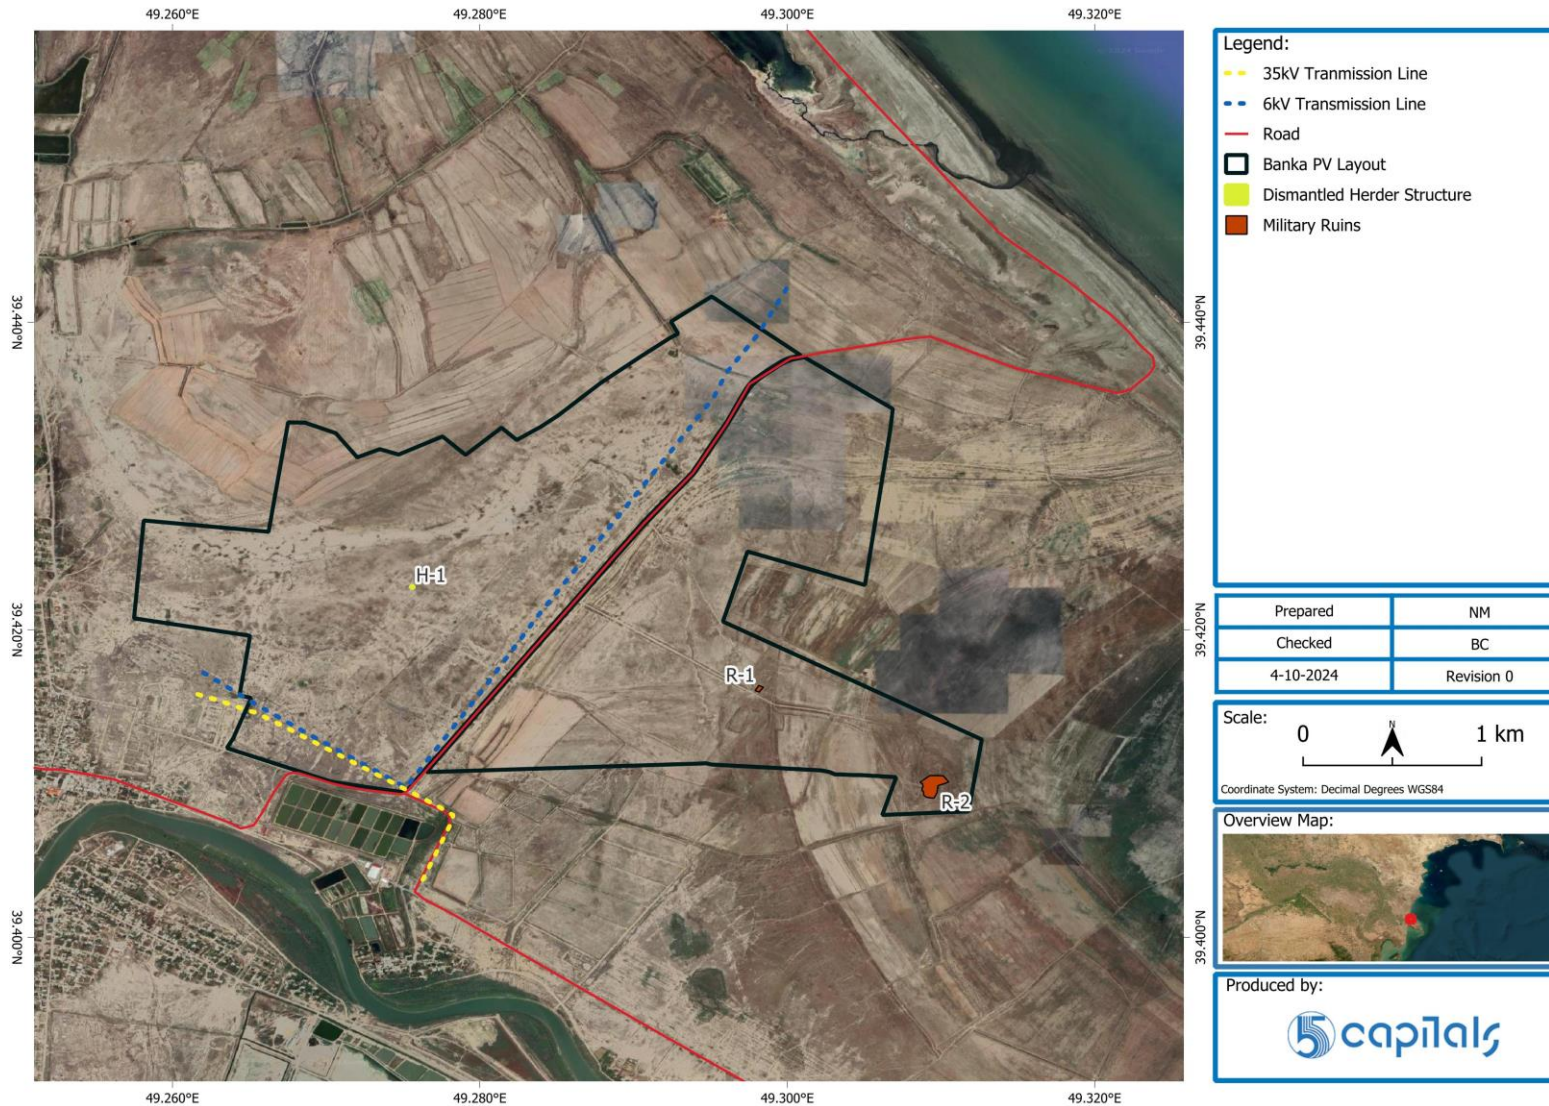 49.260°E 49.280°E 49.300°E 49.320°E
39.440°N 39.440°N
39.420°N 39.420°N
39.400°N 39.400°N
H-1
R-1
R-2
49.260°E 49.280°E 49.300°E 49.320°E
Legend:
35kV Tranmission Line
6kV Transmission Line
Road
Banka PV Layout
Dismantled Herder Structure
Military Ruins
Prepared NM
Checked BC
4-10-2024 Revision 0
Scale:
0 N 1 km
Coordinate System: Decimal Degrees WGS84
Overview Map:
Produced by:
5 capitals